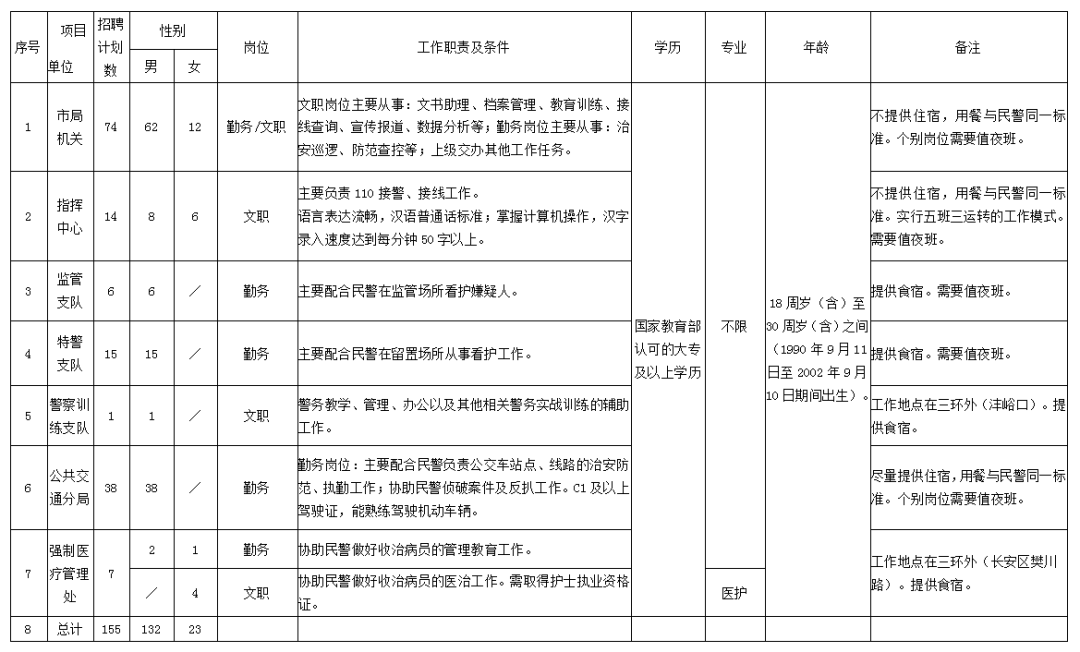 序号
项目
单位
招聘
计划
数
性别
男
女
岗位
工作职责及条件
学历
专业
年龄
备注
1
市局
机关
74
62
12
勤务/文职
文职岗位主要从事：文书助理、档案管理、教育训练、接
线查询、宣传报道、数据分析等；勤务岗位主要从事：治
安巡逻、防范查控等；上级交办其他工作任务。
不提供住宿，用餐与民警同一标
准。个别岗位需要值夜班。
2
指挥
中心
14
8
6
文职
主要负责110接警、接线工作。
语言表达流畅，汉语普通话标准；掌握计算机操作，汉字
录入速度达到每分钟50字以上。
不提供住宿，用餐与民警同一标
准。实行五班三运转的工作模式。
需要值夜班。
3
监管
支队
6
6
／
勤务
主要配合民警在监管场所看护嫌疑人。
提供食宿。需要值夜班。
4
特警
支队
15
15
／
勤务
主要配合民警在留置场所从事看护工作。
提供食宿。需要值夜班。
国家教育部
认可的大专
及以上学历
不限
18周岁（含）至
30周岁（含）之间
（1990年9月11
日至2002年9月
10日期间出生）。
5
警察训
练支队
1
1
／
文职
警务教学、管理、办公以及其他相关警务实战训练的辅助
工作。
工作地点在三环外（沣峪口）。提
供食宿。
6
公共交
通分局
38
38
／
勤务
勤务岗位：主要配合民警负责公交车站点、线路的治安防
范、执勤工作；协助民警侦破案件及反扒工作。C1及以上
驾驶证，能熟练驾驶机动车辆。
尽量提供住宿，用餐与民警同一标
准。个别岗位需要值夜班。
7
强制医
疗管理
处
7
2
1
勤务
协助民警做好收治病员的管理教育工作。
工作地点在三环外（长安区樊川
路）。提供食宿。
／
4
文职
协助民警做好收治病员的医治工作。需取得护士执业资格
证。
医护
8
总计
155
132
23